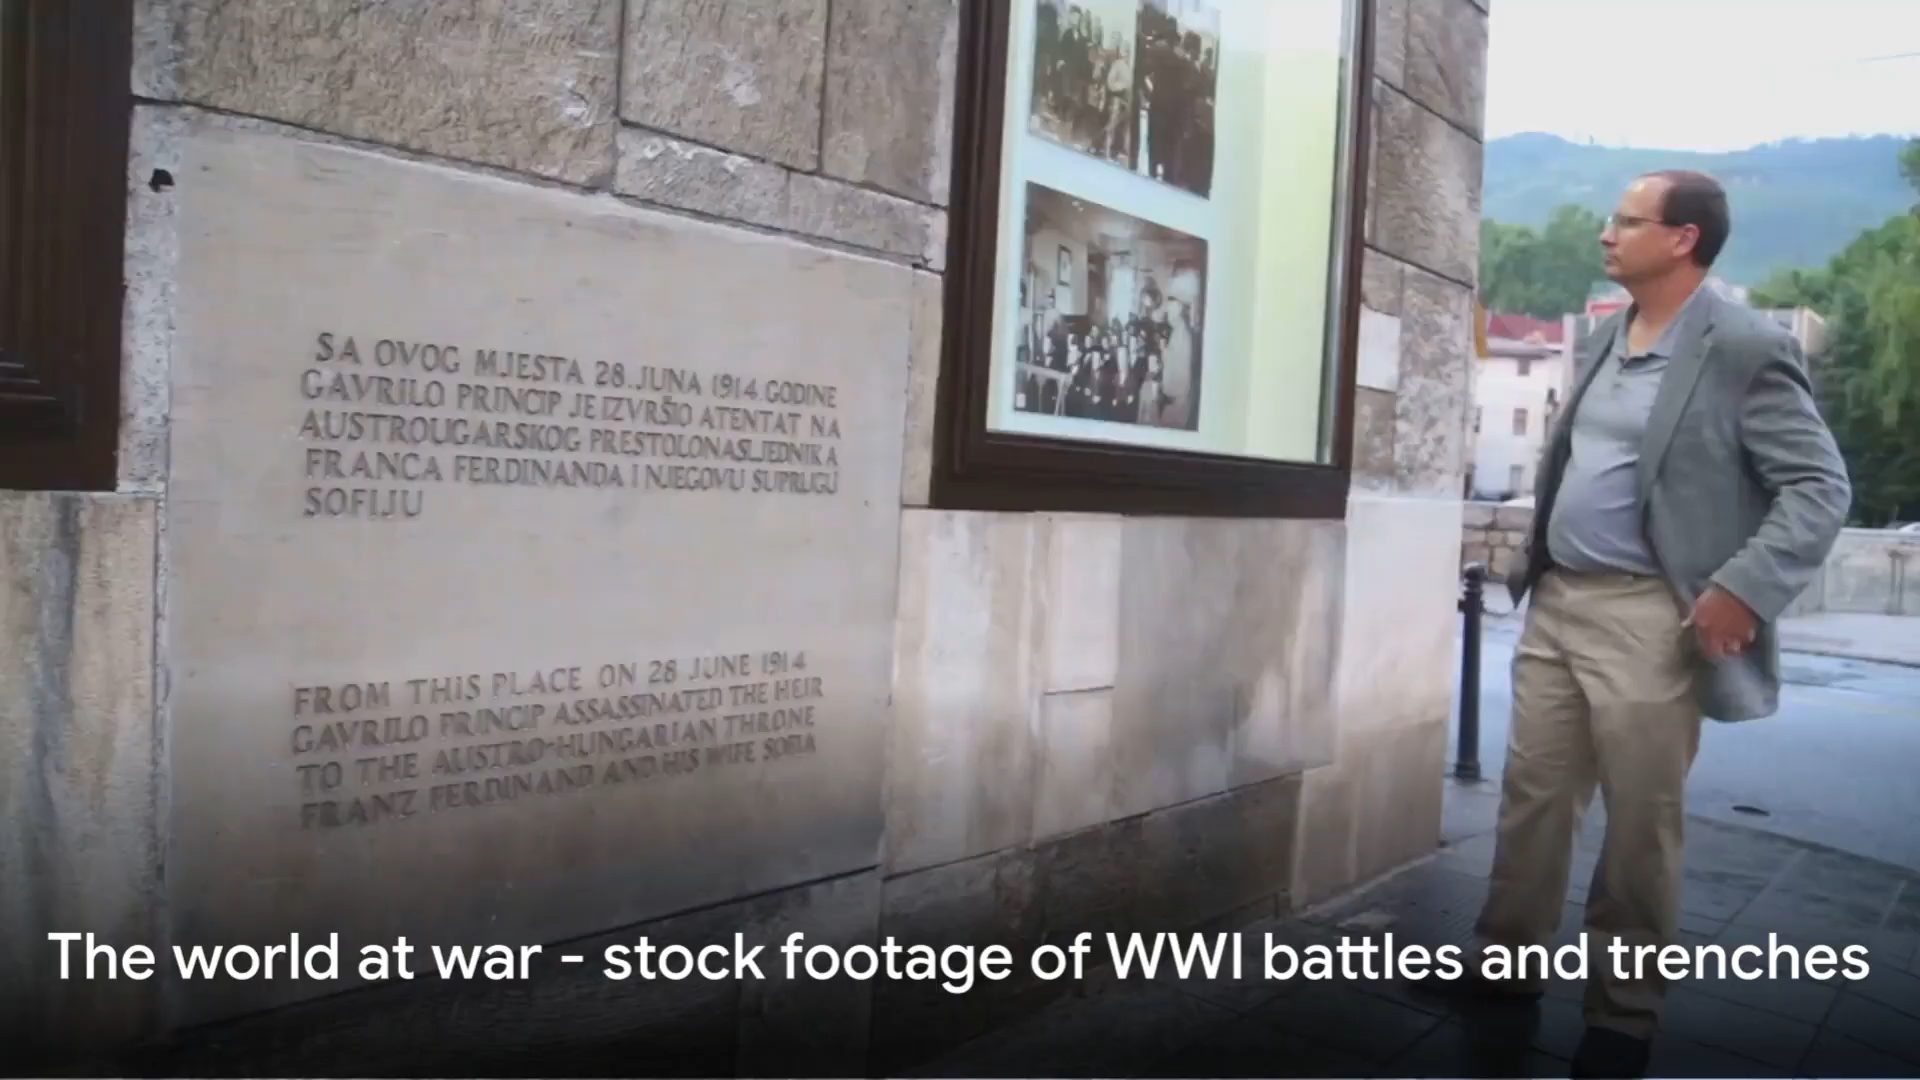 SA OVOG MJESTA 28. JUNA 1914. GODINE
GAVRILO PRINCIP JE IZVRŠIO ATENTAT NA
AUSTROUGARSKOG PRESTOLONASLJEDNIKA
FRANCA FERDINANDA I NJEGOVU SUPRUGU
SOFIJU
FROM THIS PLACE ON 28 JUNE 1914
GAVRILO PRINCIP ASSASSINATED THE HEIR
TO THE AUSTRO-HUNGARIAN THRONE
FRANZ FERDINAND AND HIS WIFE SOFIA
The world at war - stock footage of WWI battles and trenches